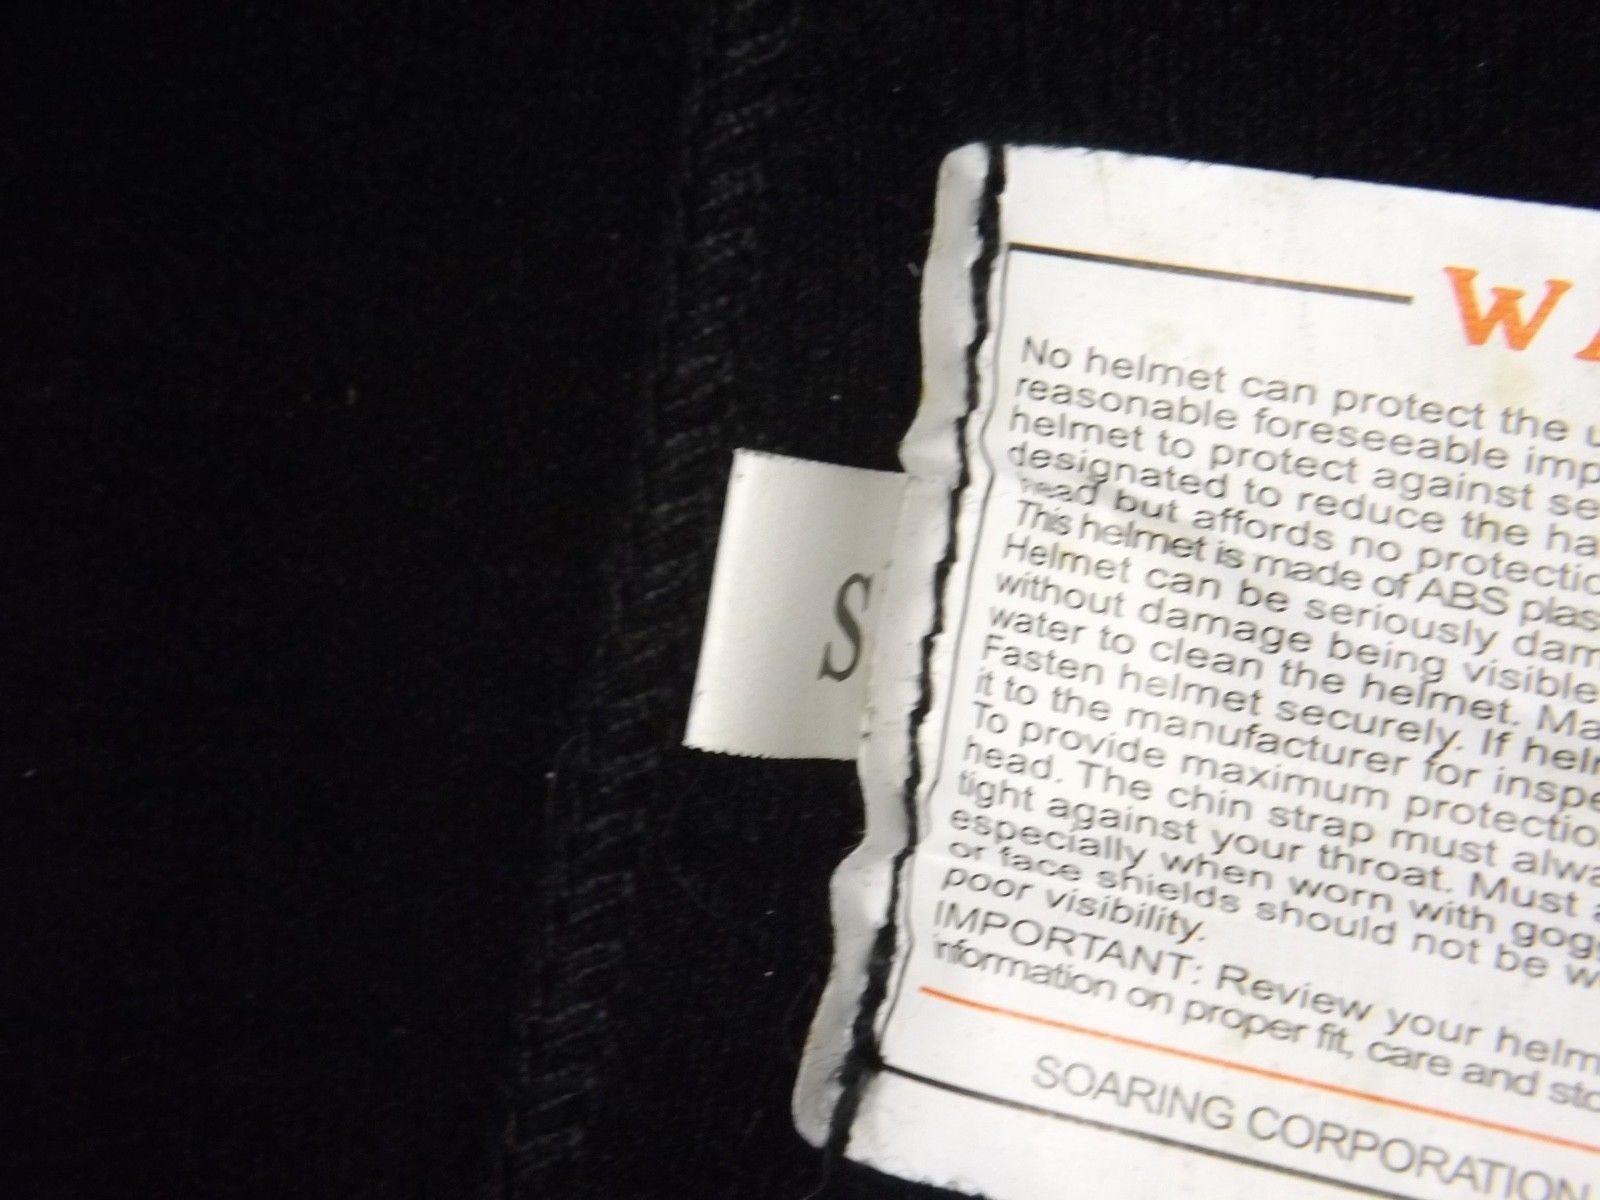 W
No helmet can protect the u
reasonable foreseeable imp
helmet to protect against se
designated to reduce the ha
head but affords no protectio
This helmet is made of ABS plas
Helmet can be seriously dam
without damage being visible
water to clean the helmet. Ma
Fasten helmet securely. If helm
it to the manufacturer for inspe
To provide maximum protection
head. The chin strap must alwa
tight against your throat. Must a
especially when worn with gogg
or face shields should not be w
poor visibility.
IMPORTANT: Review your helm
information on proper fit, care and sto
SOARING CORPORATION
S